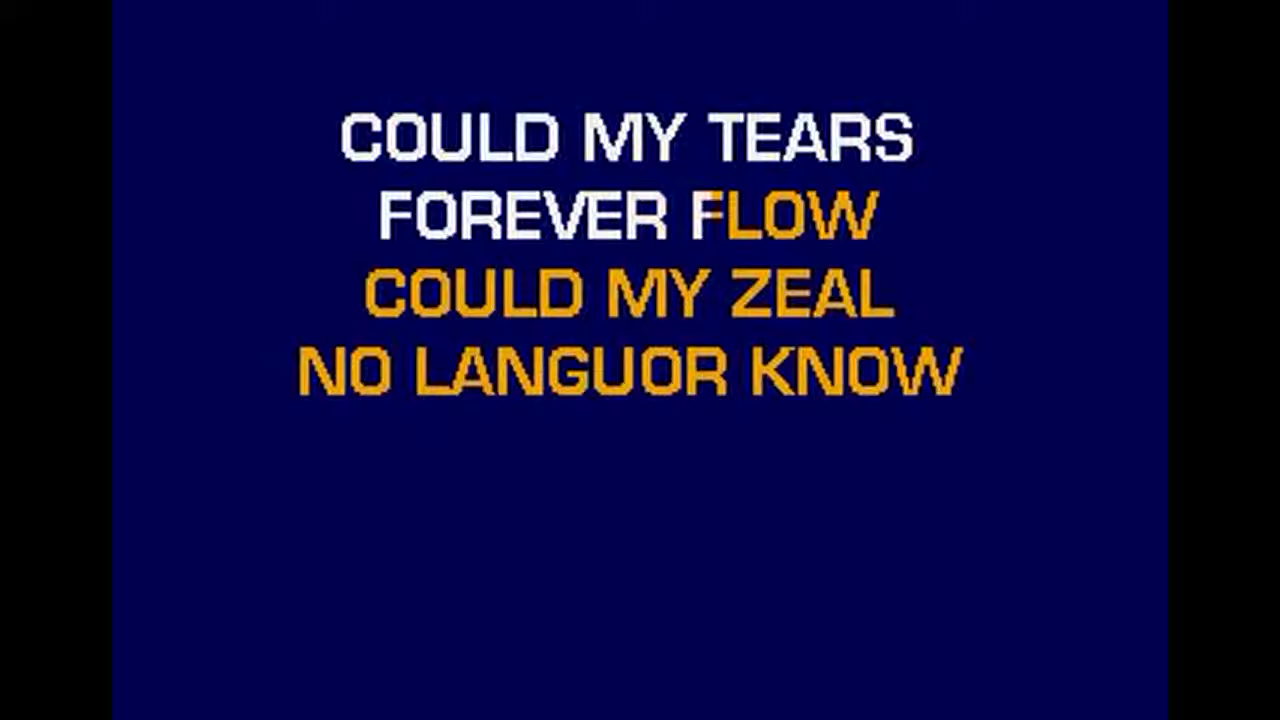 COULD MY TEARS
FOREVER FLOW
COULD MY ZEAL
NO LANGUOR KNOW